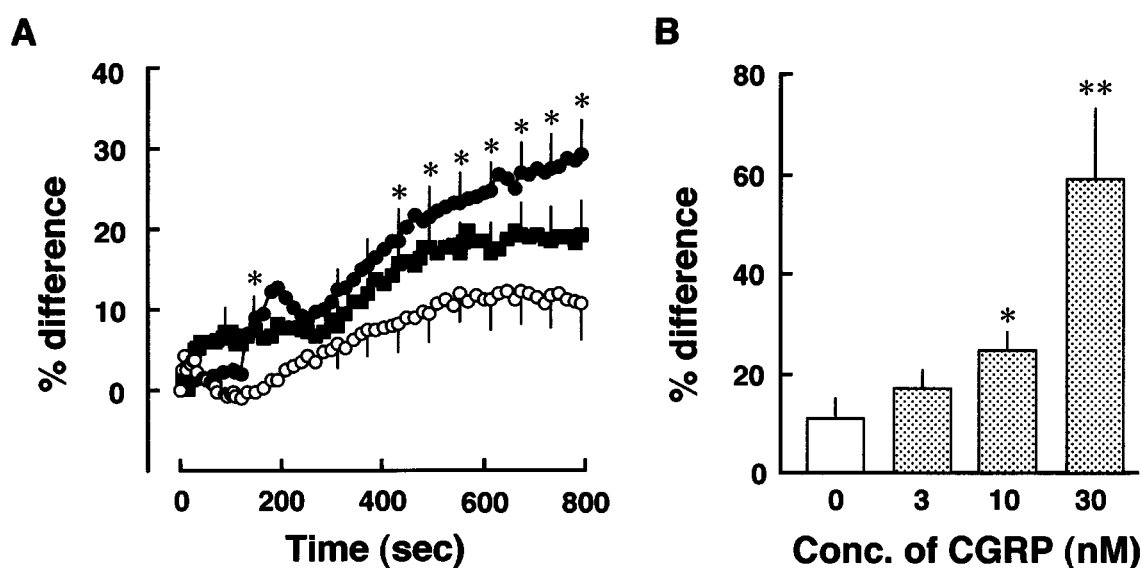 A
% difference
40
30
20
10
0
* * * * * * * *
0 200 400 600 800
Time (sec)
B
% difference
80
60
40
20
0
* **
0 3 10 30
Conc. of CGRP (nM)